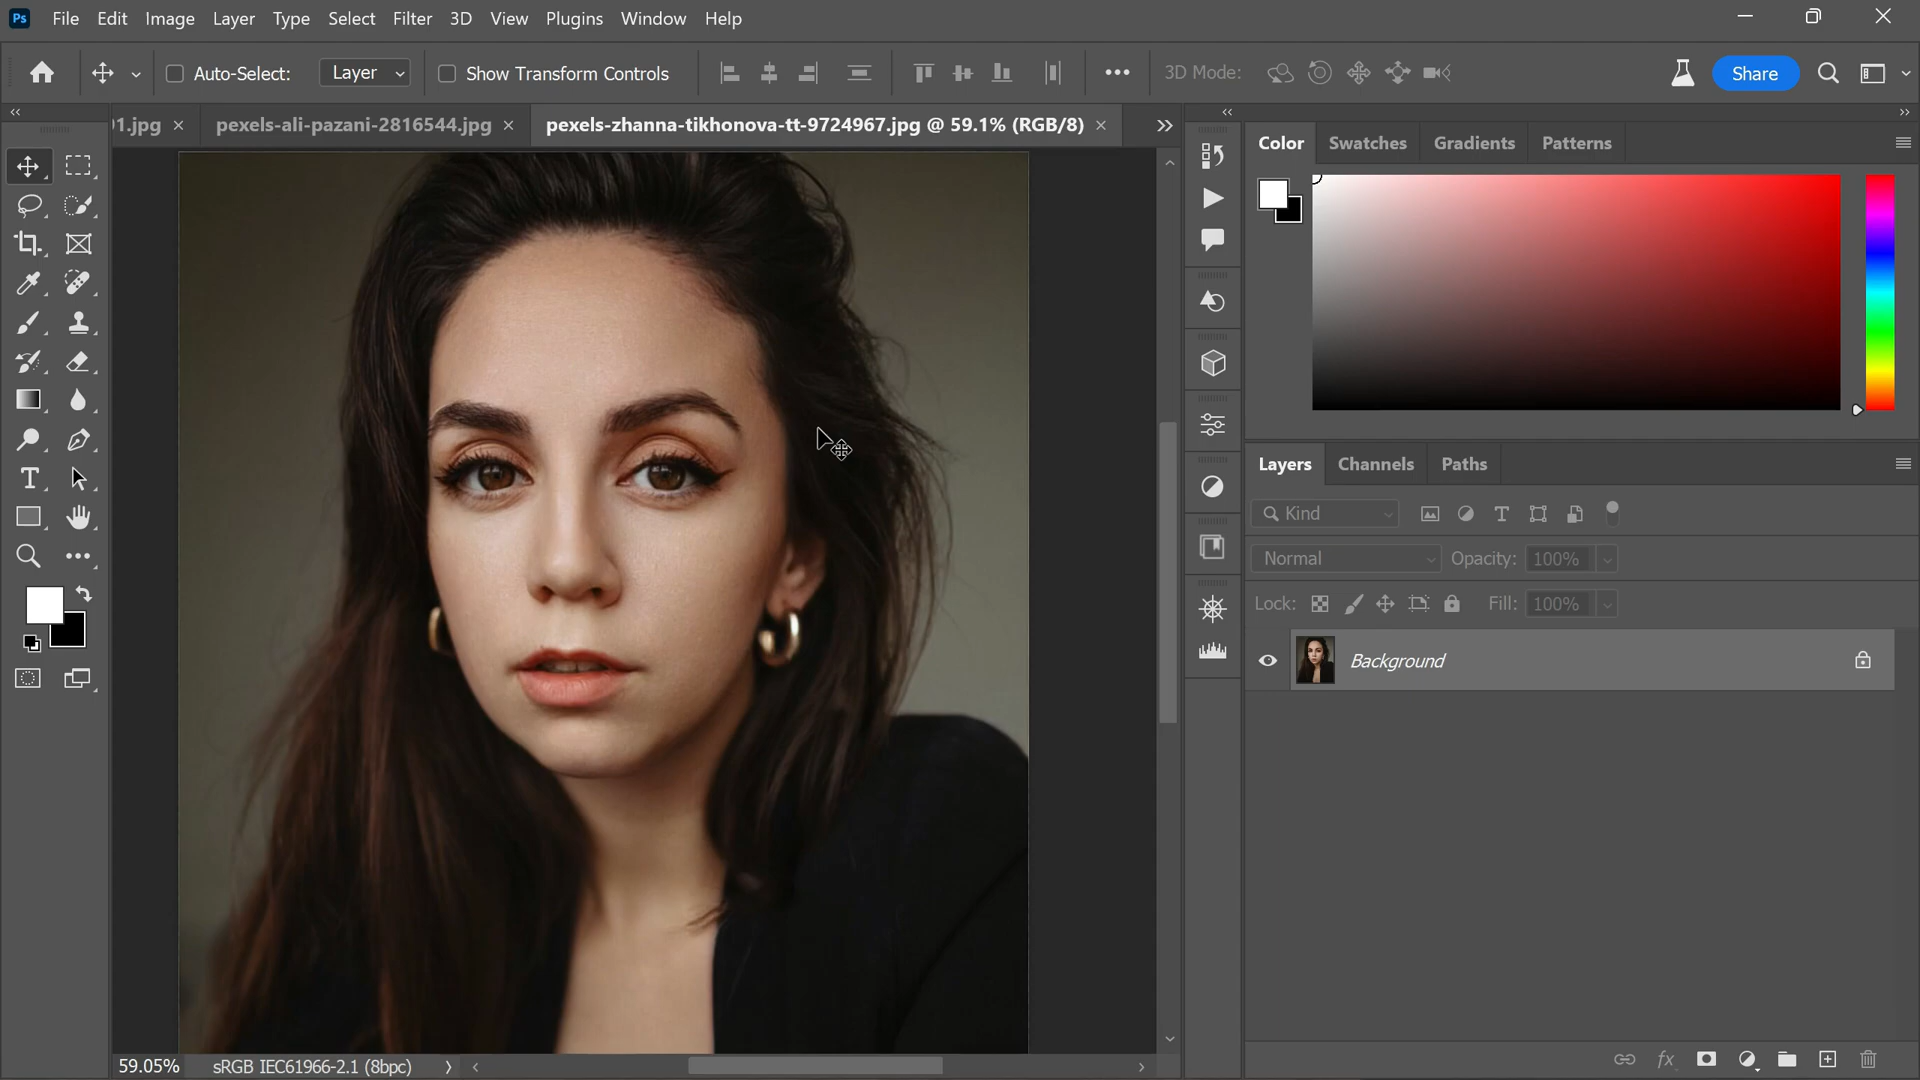 Ps File Edit Image Layer Type Select Filter 3D View Plugins Window Help
Auto-Select: Layer Show Transform Controls 3D Mode: Share
1.jpg pexels-ali-pazani-2816544.jpg pexels-zhanna-tikhonova-tt-9724967.jpg @ 59.1% (RGB/8)
Color Swatches Gradients Patterns
Layers Channels Paths
Kind
Normal Opacity: 100%
Lock: Fill: 100%
Background
59.05% sRGB IEC61966-2.1 (8bpc)